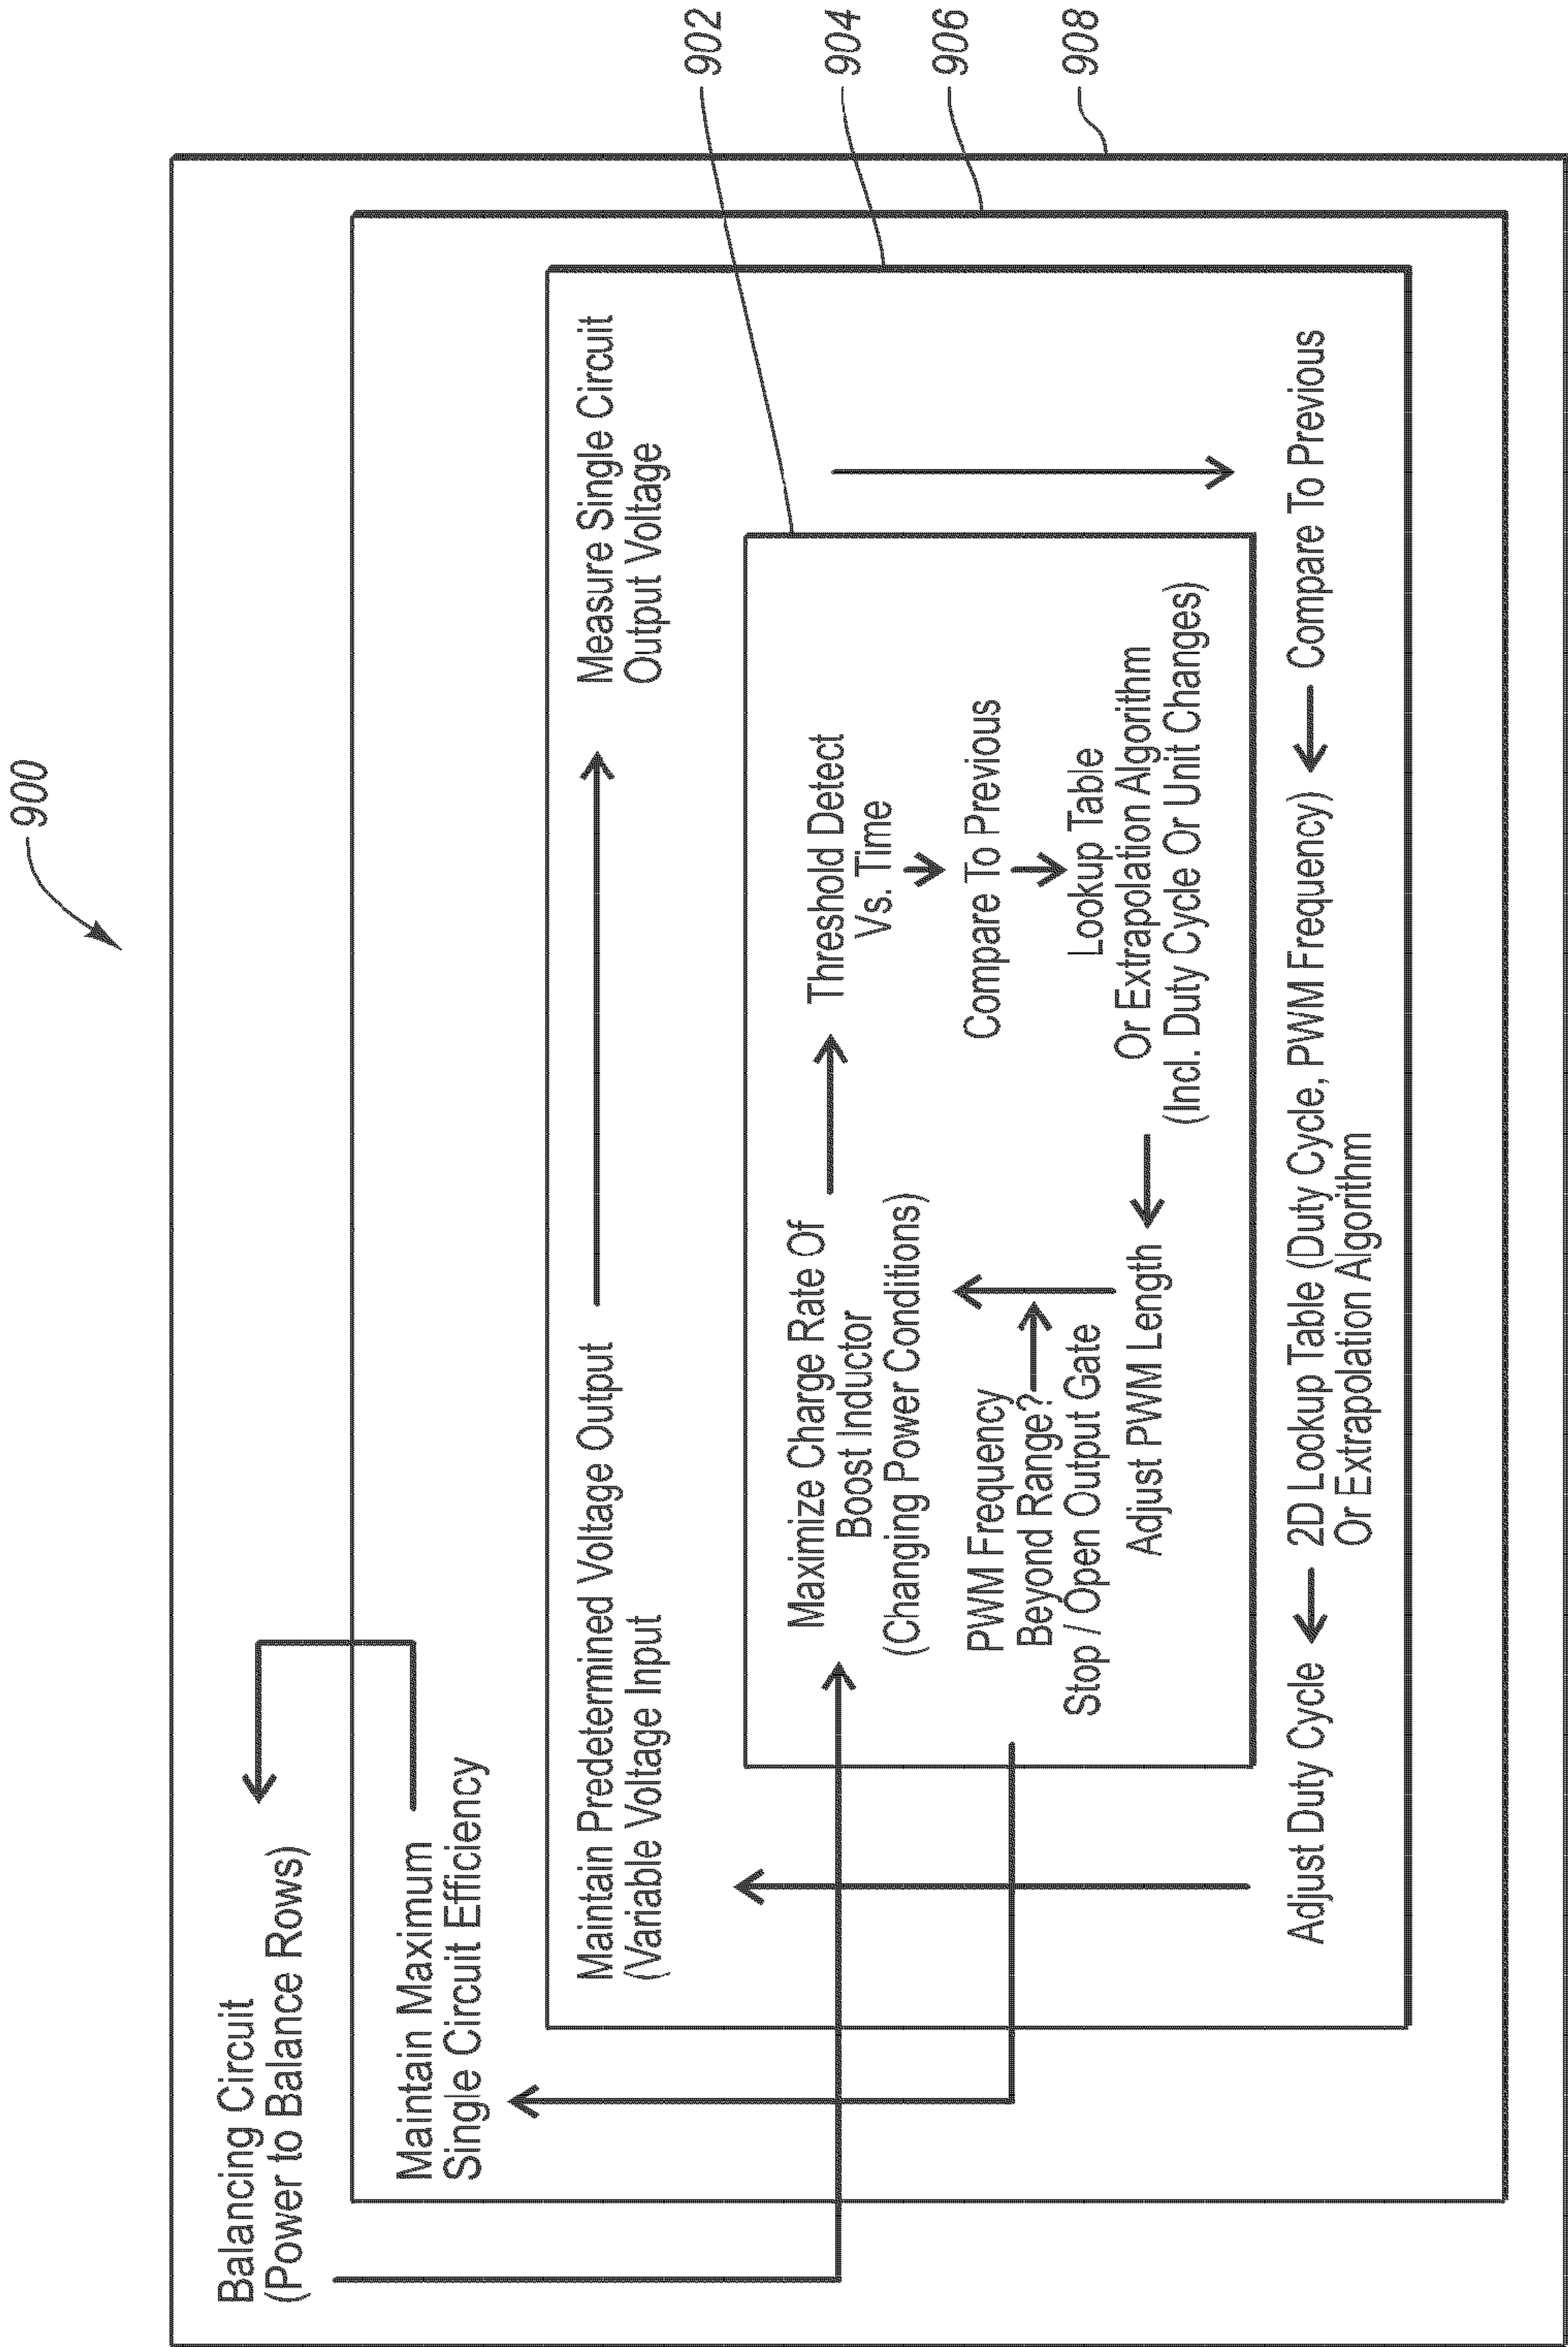 900
Balancing Circuit
(Power to Balance Rows)
Maintain Maximum
Single Circuit Efficiency
Maintain Predetermined Voltage Output
(Variable Voltage Input
Measure Single Circuit
Output Voltage
Maximize Charge Rate Of
Boost Inductor
(Changing Power Conditions)
Threshold Detect
Vs. Time
Compare To Previous
Lookup Table
Or Extrapolation Algorithm
(Incl. Duty Cycle Or Unit Changes)
PWM Frequency
Beyond Range?
Stop / Open Output Gate
Adjust PWM Length
Adjust Duty Cycle
2D Lookup Table (Duty Cycle, PWM Frequency)
Or Extrapolation Algorithm
Compare To Previous
902
904
906
908